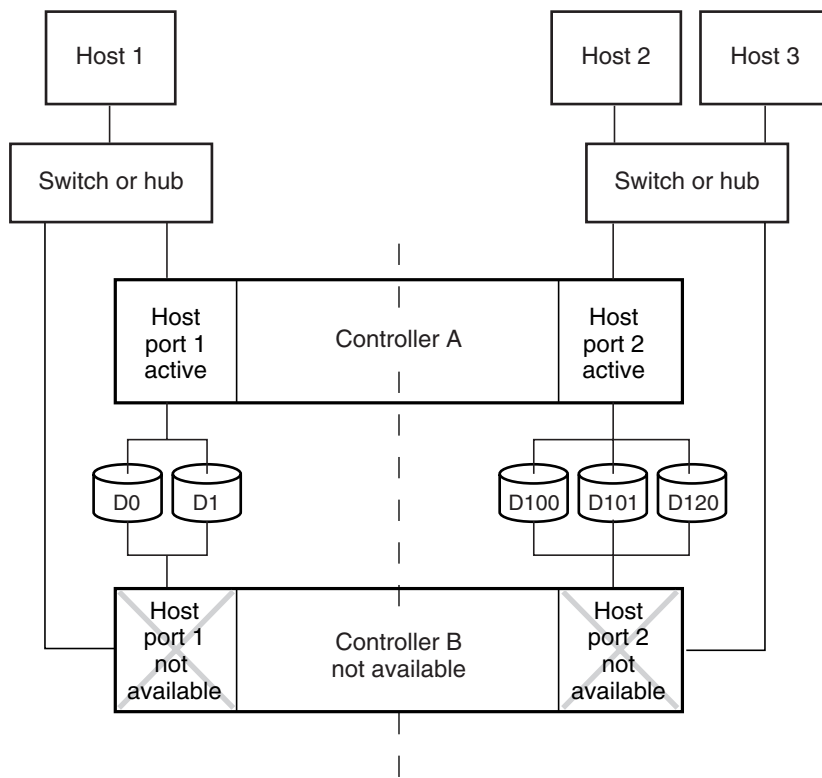 Host 1
Host 2
Host 3
Switch or hub
Switch or hub
Host
port 1
active
Controller A
Host
port 2
active
D0
D1
D100
D101
D120
Host
port 1
not
available
Controller B
not available
Host
port 2
not
available